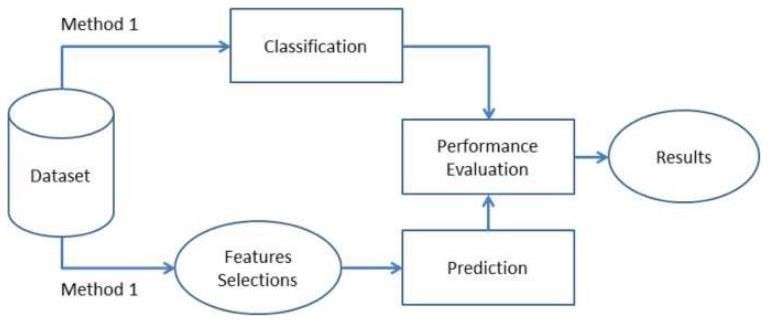 Method 1
Classification
Dataset
Performance
Evaluation
Results
Features
Selections
Prediction
Method 1